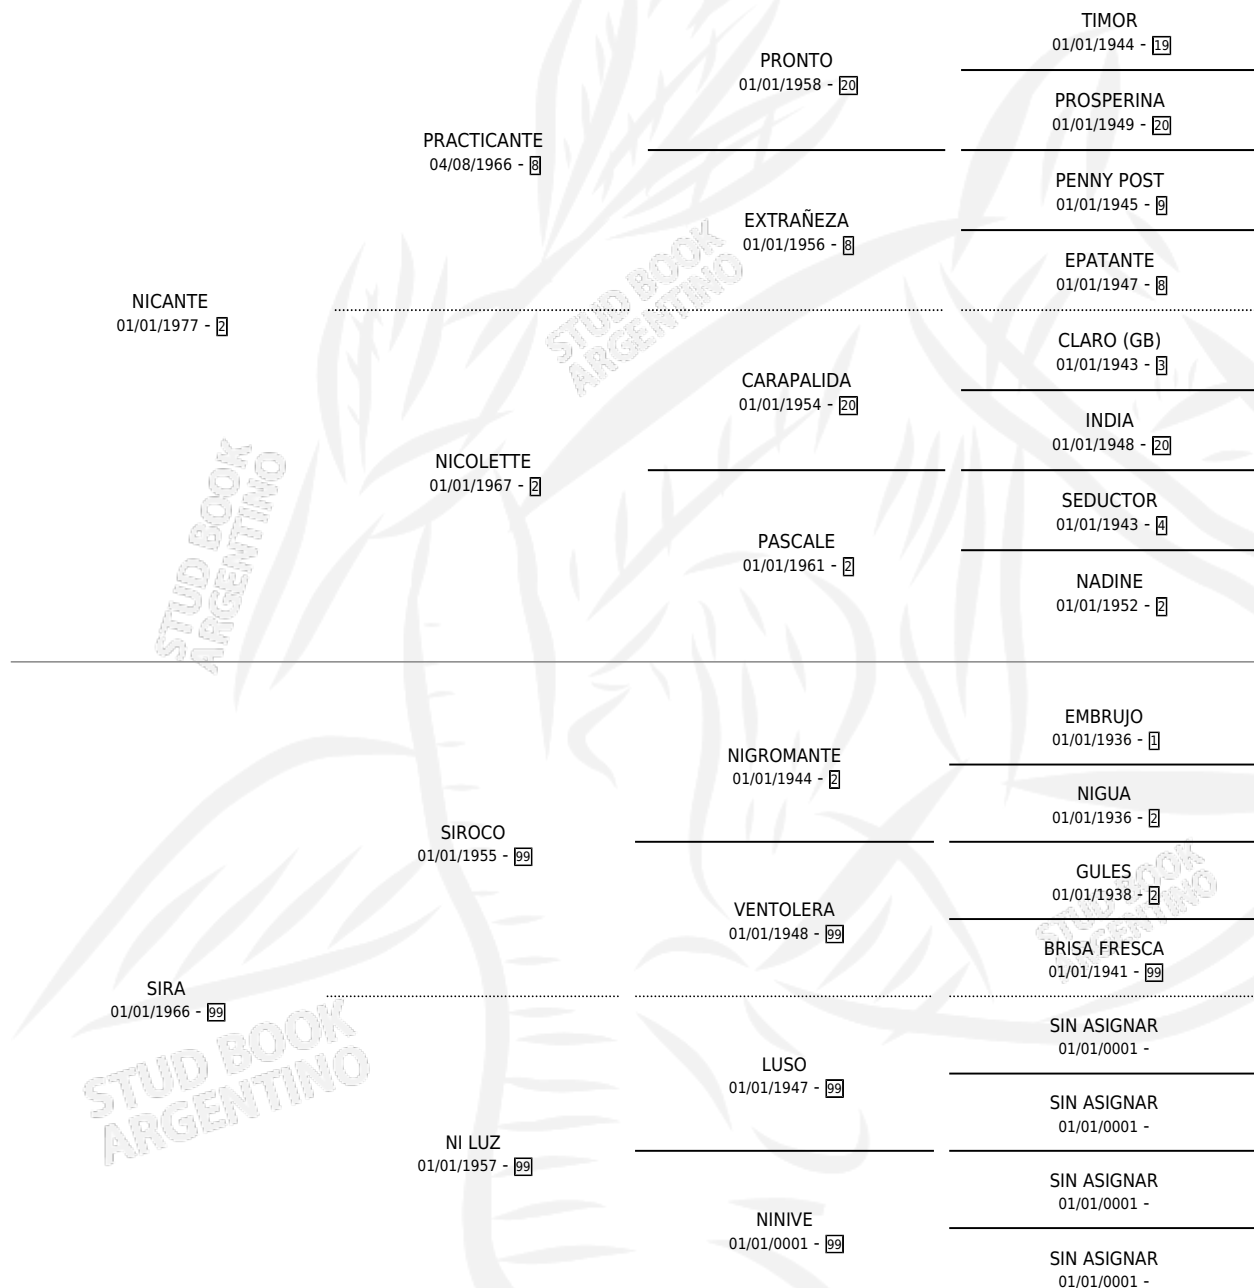 TIMOR
01/01/1944 - 19
PRONTO
01/01/1958 - 20
PROSPERINA
01/01/1949 - 20
PRACTICANTE
04/08/1966 - 8
PENNY POST
01/01/1945 - 9
EXTRAÑEZA
01/01/1956 - 8
EPATANTE
01/01/1947 - 8
NICANTE
01/01/1977 - 2
CLARO (GB)
01/01/1943 - 3
CARAPALIDA
01/01/1954 - 20
INDIA
01/01/1948 - 20
NICOLETTE
01/01/1967 - 2
SEDUCTOR
01/01/1943 - 4
PASCALE
01/01/1961 - 2
NADINE
01/01/1952 - 2
EMBRUJO
01/01/1936 - 1
NIGROMANTE
01/01/1944 - 2
NIGUA
01/01/1936 - 2
SIROCO
01/01/1955 - 99
GULES
01/01/1938 - 2
VENTOLERA
01/01/1948 - 99
BRISA FRESCA
01/01/1941 - 99
SIRA
01/01/1966 - 99
SIN ASIGNAR
01/01/0001 -
LUSO
01/01/1947 - 99
SIN ASIGNAR
01/01/0001 -
NI LUZ
01/01/1957 - 99
SIN ASIGNAR
01/01/0001 -
NINIVE
01/01/0001 - 99
SIN ASIGNAR
01/01/0001 -
STUD BOOK
ARGENTINO
STUD BOOK
ARGENTINO
STUD BOOK
ARGENTINO
STUD BOOK
ARGENTINO